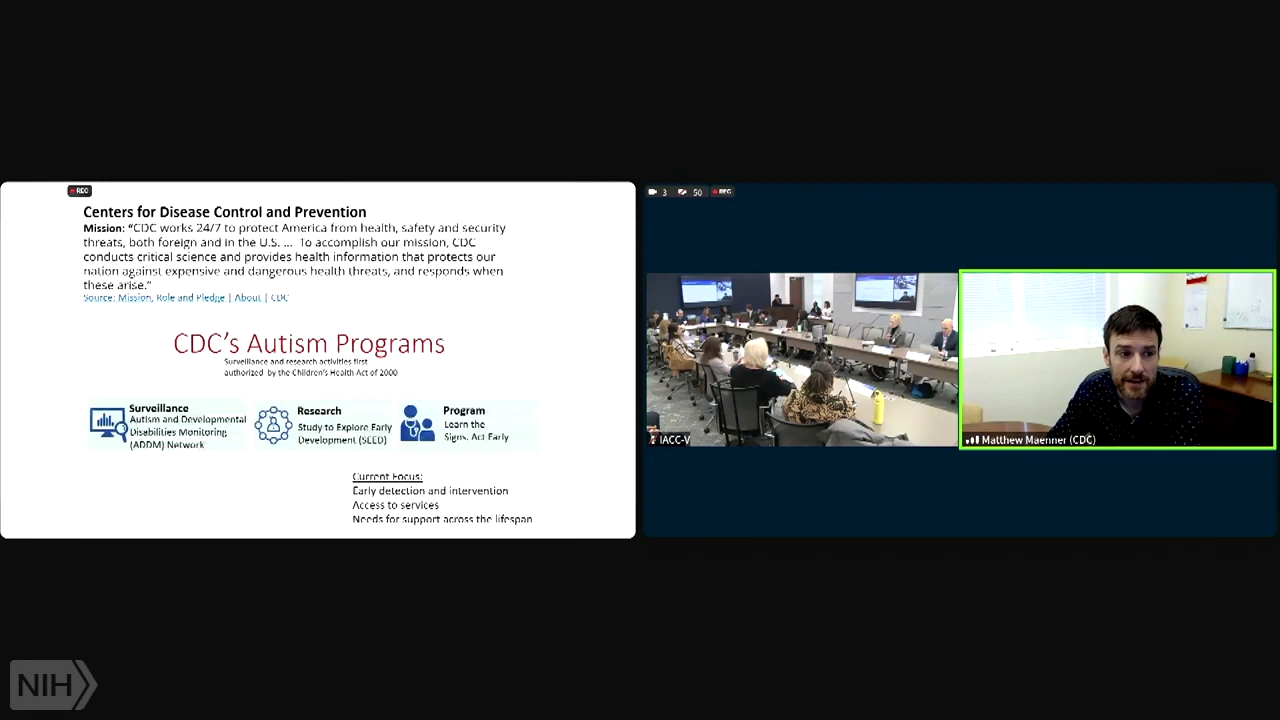 REC
Centers for Disease Control and Prevention
Mission: “CDC works 24/7 to protect America from health, safety and security
threats, both foreign and in the U.S. ... To accomplish our mission, CDC
conducts critical science and provides health information that protects our
nation against expensive and dangerous health threats, and responds when
these arise.”
Source: Mission, Role and Pledge | About | CDC
CDC’s Autism Programs
Surveillance and research activities first
authorized by the Children's Health Act of 2000
Surveillance
Autism and Developmental
Disabilities Monitoring
(ADDM) Network
Research
Study to Explore Early
Development (SEED)
Program
Learn the
Signs. Act Early
Current Focus:
Early detection and intervention
Access to services
Needs for support across the lifespan
3 50 REC
IACC-V
Matthew Maenner (CDC)
NIH